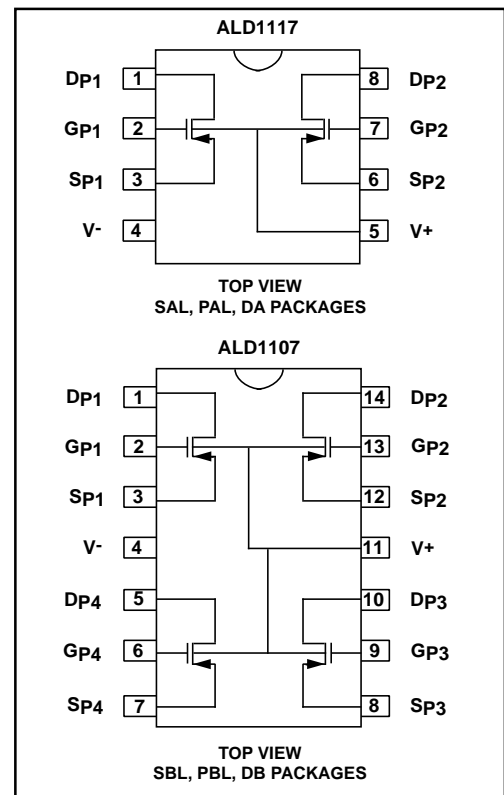 ALD1117
DP1 1 8 DP2
GP1 2 7 GP2
SP1 3 6 SP2
V- 4 5 V+
TOP VIEW
SAL, PAL, DA PACKAGES
ALD1107
DP1 1 14 DP2
GP1 2 13 GP2
SP1 3 12 SP2
V- 4 11 V+
DP4 5 10 DP3
GP4 6 9 GP3
SP4 7 8 SP3
TOP VIEW
SBL, PBL, DB PACKAGES